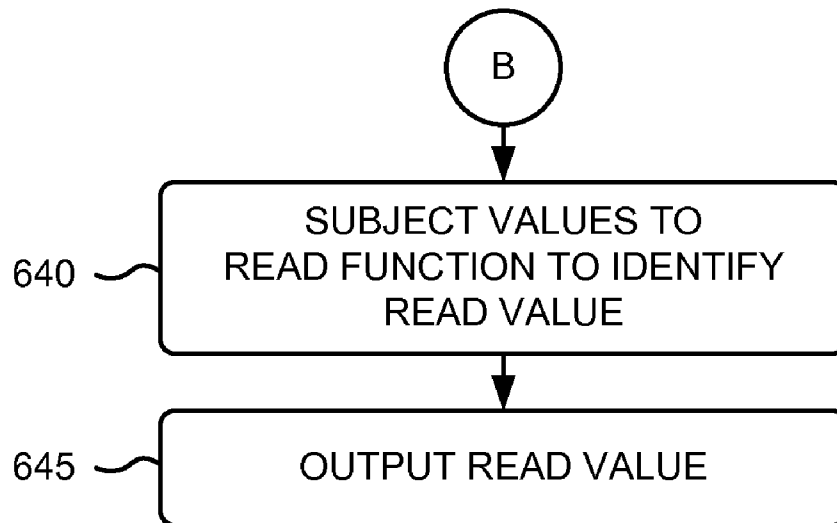 B
SUBJECT VALUES TO
READ FUNCTION TO IDENTIFY
READ VALUE
640
OUTPUT READ VALUE
645